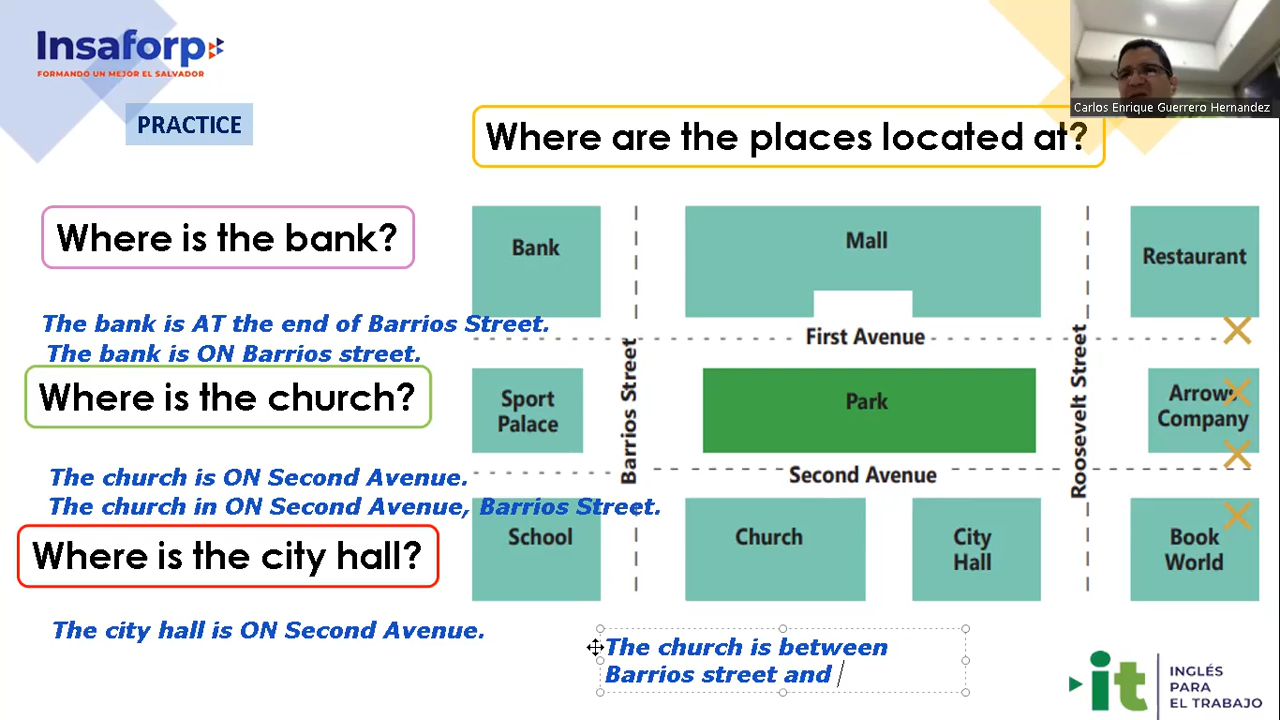 Insaforp
FORMANDO UN MEJOR EL SALVADOR
Carlos Enrique Guerrero Hernandez
PRACTICE
Where are the places located at?
Where is the bank?
The bank is AT the end of Barrios Street.
The bank is ON Barrios street.
Where is the church?
The church is ON Second Avenue.
The church in ON Second Avenue, Barrios Street.
Where is the city hall?
The city hall is ON Second Avenue.
Bank
Mall
Restaurant
First Avenue
Barrios Street
Roosevelt Street
Sport
Palace
Park
Arrows
Company
Second Avenue
School
Church
City
Hall
Book
World
The church is between
Barrios street and
it
INGLÉS
PARA
EL TRABAJO